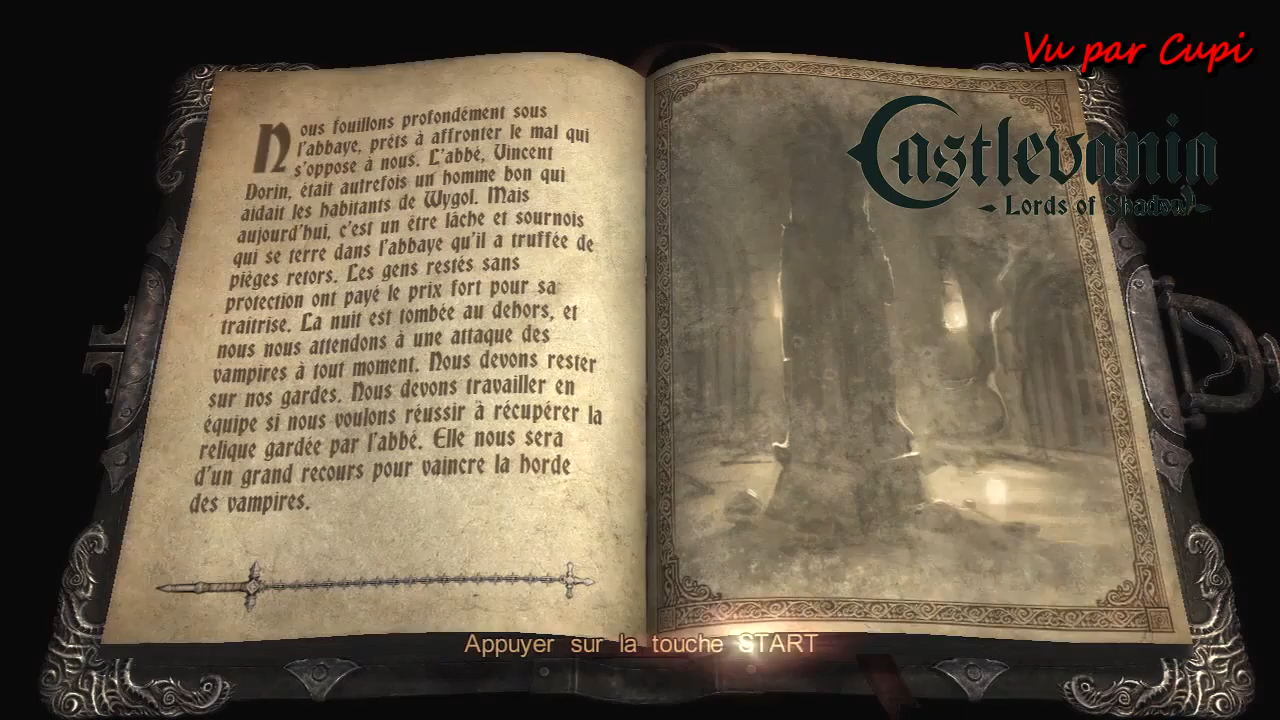 Vu par Cupi
Castlevania
Lords of Shadow
Nous fouillons profondément sous
l'abbaye, prêts à affronter le mal qui
s'oppose à nous. L'abbé, Vincent
Dorin, était autrefois un homme bon qui
aidait les habitants de Wygol. Mais
aujourd'hui, c'est un être lâche et sournois
qui se terre dans l'abbaye qu'il a truffée de
pièges retors. Les gens restés sans
protection ont payé le prix fort pour sa
traîtrise. La nuit est tombée au dehors, et
nous nous attendons à une attaque des
vampires à tout moment. Nous devons rester
sur nos gardes. Nous devons travailler en
équipe si nous voulons réussir à récupérer la
relique gardée par l'abbé. Elle nous sera
d'un grand recours pour vaincre la horde
des vampires.
Appuyer sur la touche START